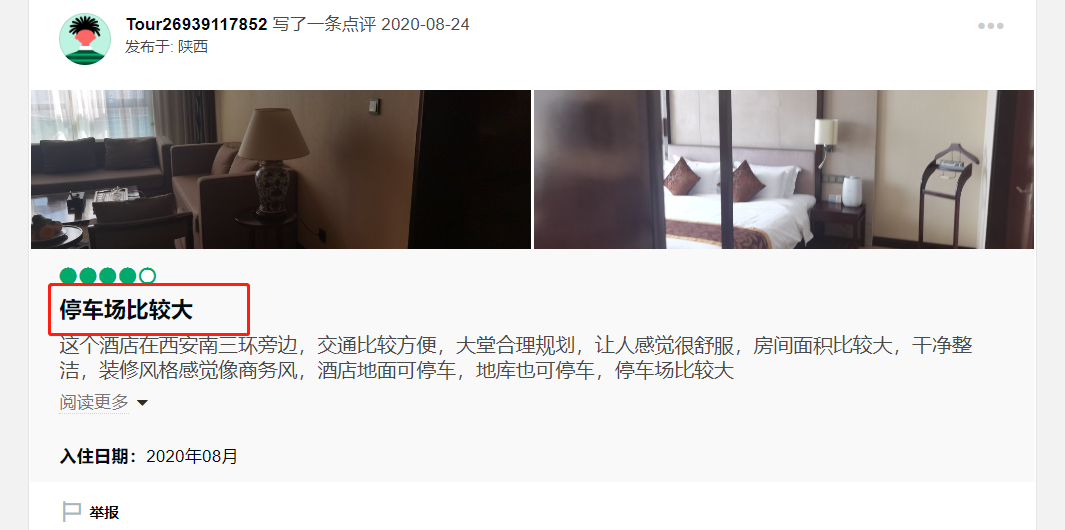 Tour26939117852 写了一条点评 2020-08-24
发布于: 陕西
停车场比较大
这个酒店在西安南三环旁边，交通比较方便，大堂合理规划，让人感觉很舒服，房间面积比较大，干净整
洁，装修风格感觉像商务风，酒店地面可停车，地库也可停车，停车场比较大
阅读更多
入住日期：2020年08月
举报